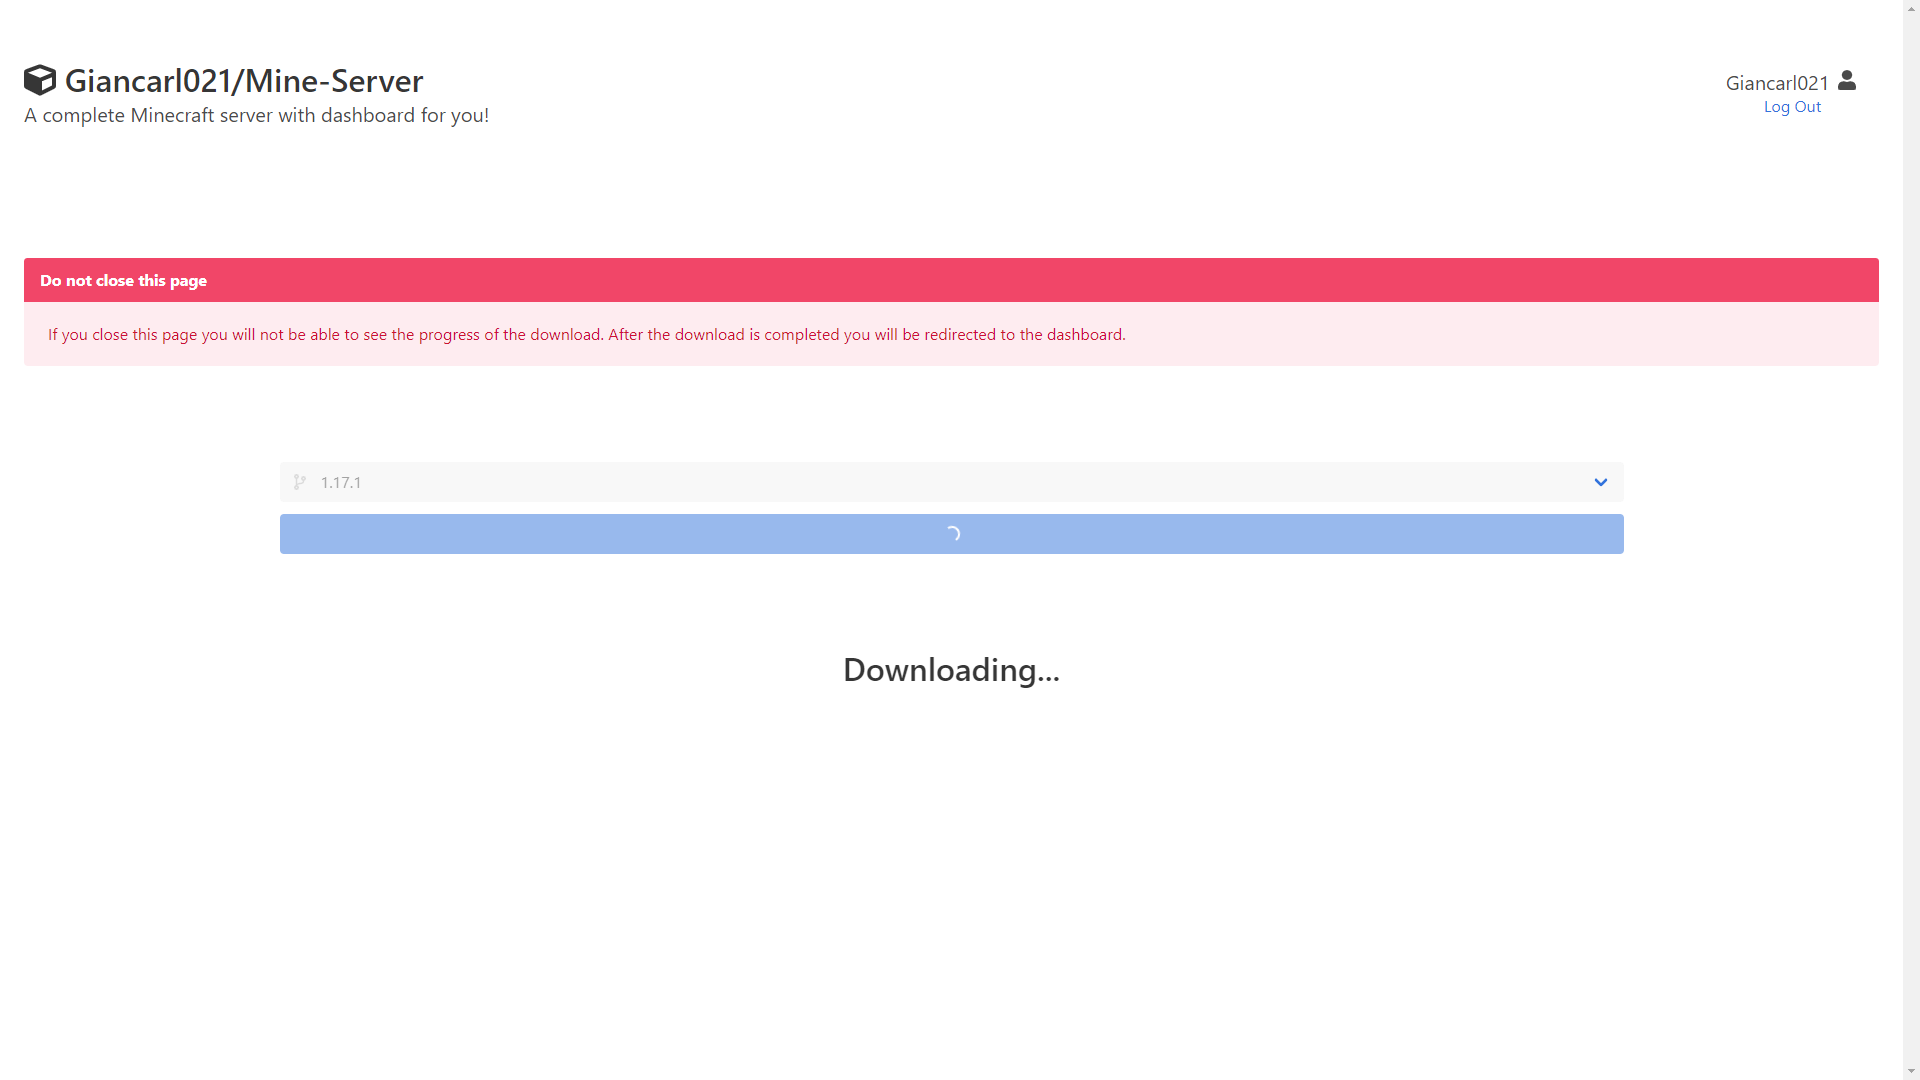 Giancarl021/Mine-Server
A complete Minecraft server with dashboard for you!
Giancarl021
Log Out
Do not close this page
If you close this page you will not be able to see the progress of the download. After the download is completed you will be redirected to the dashboard.
1.17.1
Downloading...